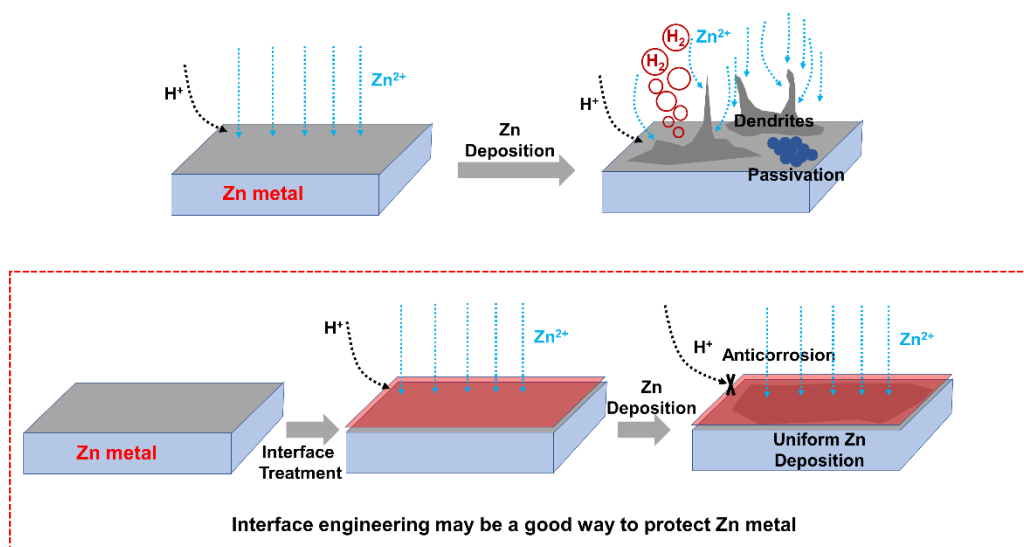 H⁺
Zn²⁺
Zn metal
Zn
Deposition
H₂
H₂
Zn²⁺
H⁺
Dendrites
Passivation
Zn metal
Interface
Treatment
H⁺
Zn²⁺
Zn
Deposition
H⁺
Anticorrosion
Zn²⁺
Uniform Zn
Deposition
Interface engineering may be a good way to protect Zn metal